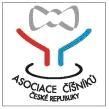 ASOCIACE ČÍŠNÍKŮ
ČESKÉ REPUBLIKY